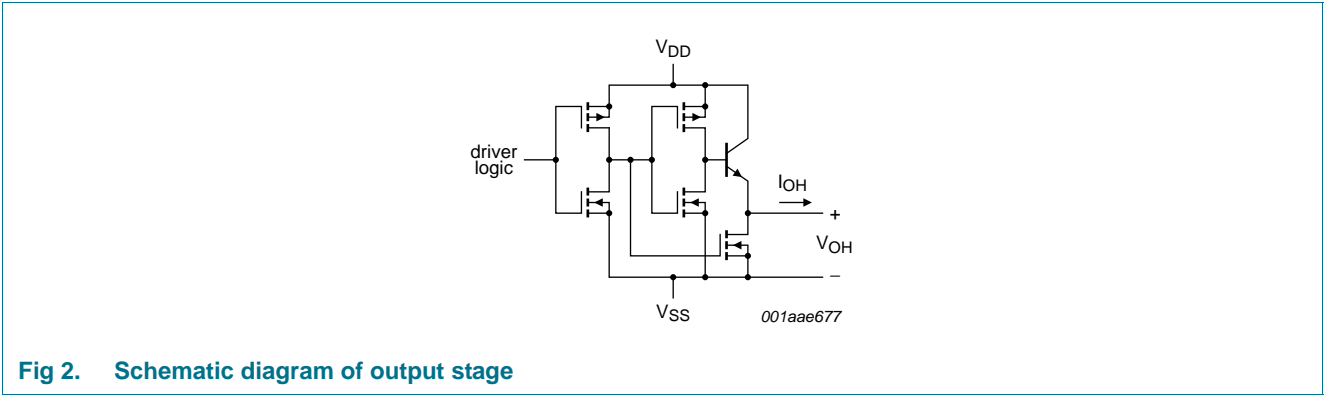 VDD
driver
logic
IOH
+
VOH
−
VSS
001aae677
Fig 2. Schematic diagram of output stage